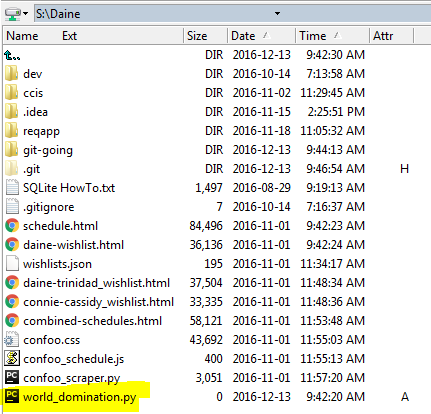 S:\Daine
Name Ext Size Date Time Attr
.. DIR 2016-12-13 9:42:30 AM
dev DIR 2016-10-14 7:13:58 AM
ccis DIR 2016-11-02 11:29:45 AM
.idea DIR 2016-11-15 2:25:51 PM
reqapp DIR 2016-11-18 11:05:32 AM
git-going DIR 2016-12-13 9:44:13 AM
.git DIR 2016-12-13 9:46:54 AM H
SQLite HowTo.txt 1,497 2016-08-29 9:19:13 AM
.gitignore 7 2016-10-14 7:16:37 AM
schedule.html 84,496 2016-11-01 9:42:23 AM
daine-wishlist.html 36,136 2016-11-01 9:42:24 AM
wishlists.json 195 2016-11-01 11:34:17 AM
daine-trinidad_wishlist.html 37,504 2016-11-01 11:48:34 AM
connie-cassidy_wishlist.html 33,335 2016-11-01 11:48:36 AM
combined-schedules.html 58,121 2016-11-01 11:53:48 AM
confoo.css 43,692 2016-11-01 11:55:03 AM
confoo_schedule.js 400 2016-11-01 11:55:13 AM
PC confoo_scraper.py 3,051 2016-11-01 11:57:20 AM
PC world_domination.py 0 2016-12-13 9:42:20 AM A